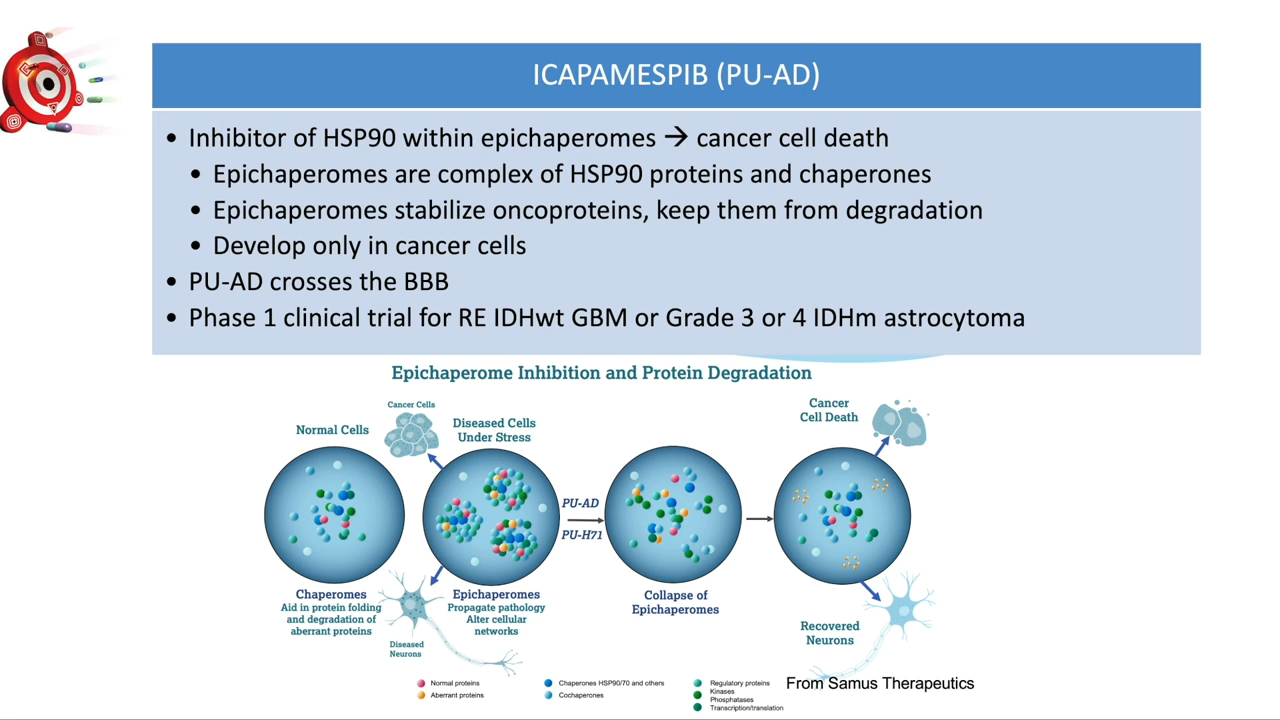 ICAPAMESPIB (PU-AD)
• Inhibitor of HSP90 within epichaperomes → cancer cell death
• Epichaperomes are complex of HSP90 proteins and chaperones
• Epichaperomes stabilize oncoproteins, keep them from degradation
• Develop only in cancer cells
• PU-AD crosses the BBB
• Phase 1 clinical trial for RE IDHwt GBM or Grade 3 or 4 IDHm astrocytoma
Epichaperome Inhibition and Protein Degradation
Normal Cells
Cancer Cells
Diseased Cells
Under Stress
Cancer
Cell Death
PU-AD
PU-H71
Chaperomes
Aid in protein folding
and degradation of
aberrant proteins
Diseased
Neurons
Epichaperomes
Propagate pathology
Alter cellular
networks
Collapse of
Epichaperomes
Recovered
Neurons
Normal proteins
Aberrant proteins
Chaperones HSP90/70 and others
Cochaperones
Regulatory proteins
Kinases
Phosphatases
Transcription/translation
From Samus Therapeutics